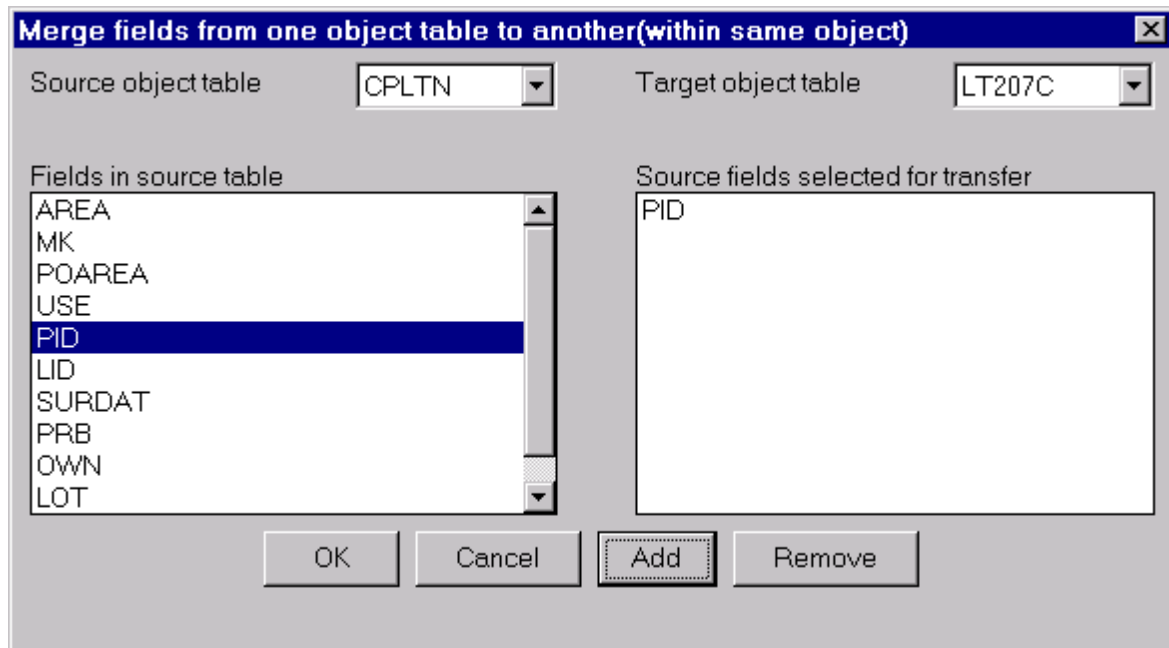 Merge fields from one object table to another(within same object)
Source object table CPLTN Target object table LT207C
Fields in source table Source fields selected for transfer
AREA PID
MK
POAREA
USE
PID
LID
SURDAT
PRB
OWN
LOT
OK Cancel Add Remove